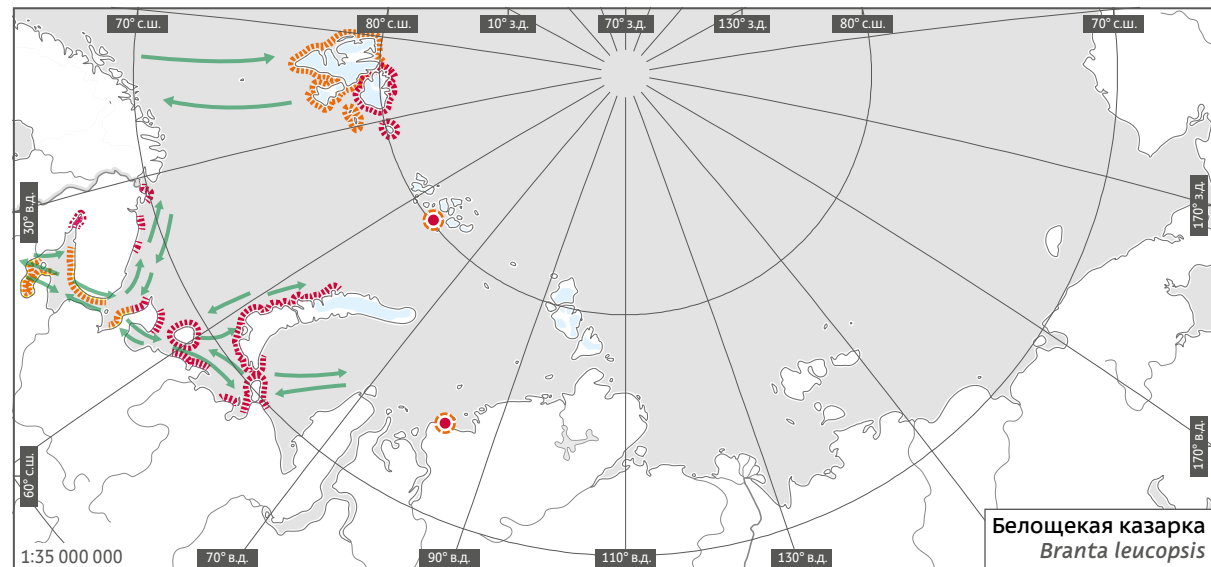 70° с.ш.
80° с.ш.
10° з.д.
70° з.д.
130° з.д.
80° с.ш.
70° с.ш.
30° в.д.
170° з.д.
60° с.ш.
170° в.д.
Белощекая казарка
Branta leucopsis
1:35 000 000
70° в.д.
90° в.д.
110° в.д.
130° в.д.